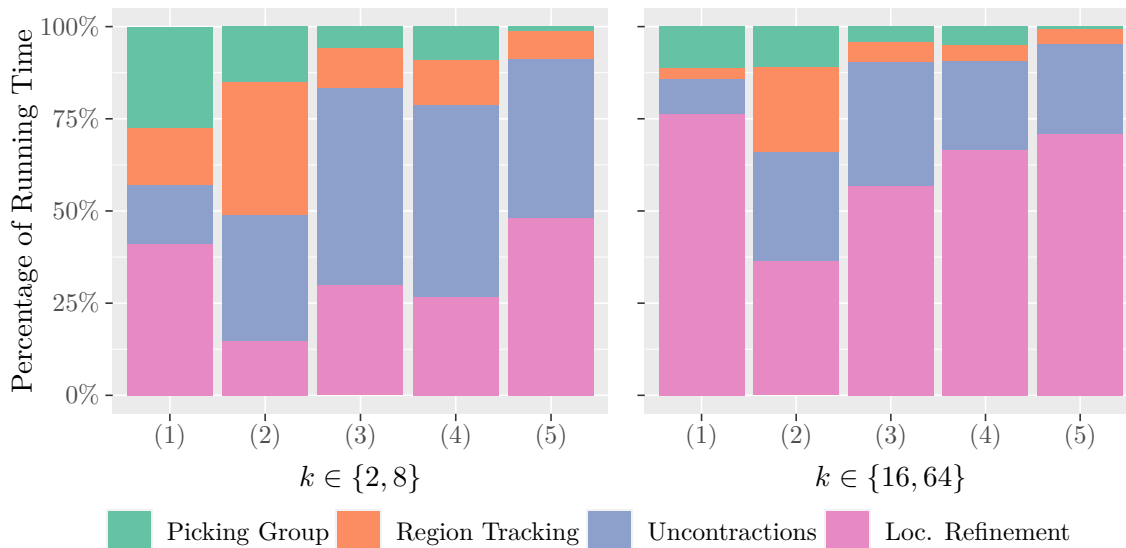 Percentage of Running Time
100%
75%
50%
25%
0%
(1) (2) (3) (4) (5)
(1) (2) (3) (4) (5)
k ∈ {2, 8}
k ∈ {16, 64}
Picking Group Region Tracking Uncontractions Loc. Refinement